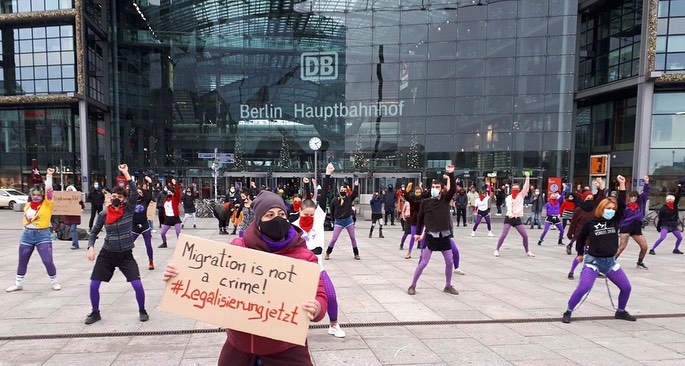 DB
Berlin Hauptbahnhof
Migration is not
a crime!
#Legalisierungjetzt